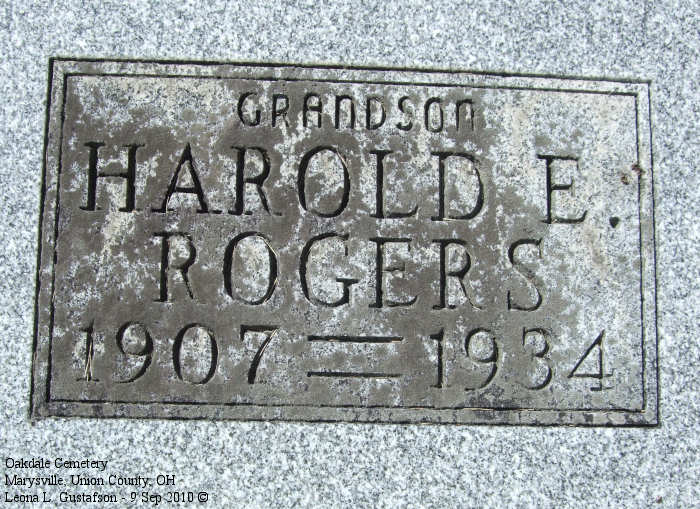 GRANDSON
HAROLD E.
ROGERS
1907=1934
Oakdale Cemetery
Marysville, Union County, OH
Leona L. Gustafson - 9 Sep 2010 ©